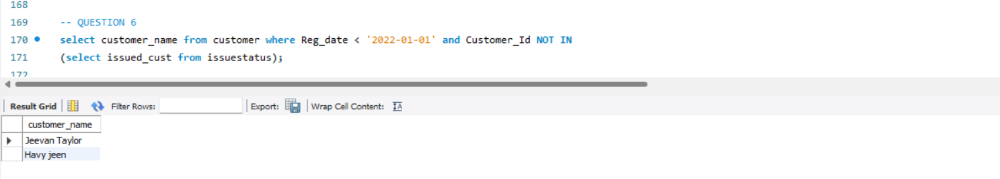 168
169 -- QUESTION 6
170 select customer_name from customer where Reg_date < '2022-01-01' and Customer_Id NOT IN
171 (select issued_cust from issuestatus);
172
Result Grid Filter Rows: Export: Wrap Cell Content: IA
customer_name
Jeevan Taylor
Havy jeen